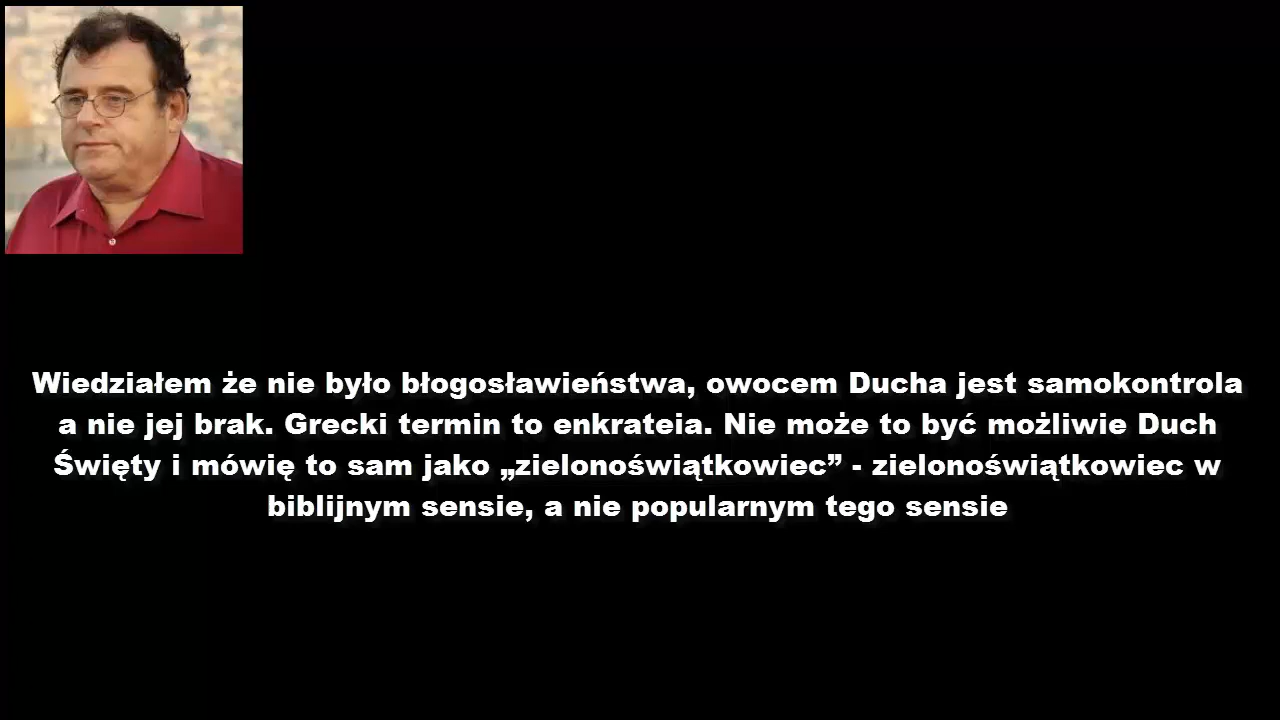 Wiedziałem że nie było błogosławieństwa, owocem Ducha jest samokontrola
a nie jej brak. Grecki termin to enkrateia. Nie może to być możliwie Duch
Święty i mówię to sam jako „zielonoświątkowiec” - zielonoświątkowiec w
biblijnym sensie, a nie popularnym tego sensie